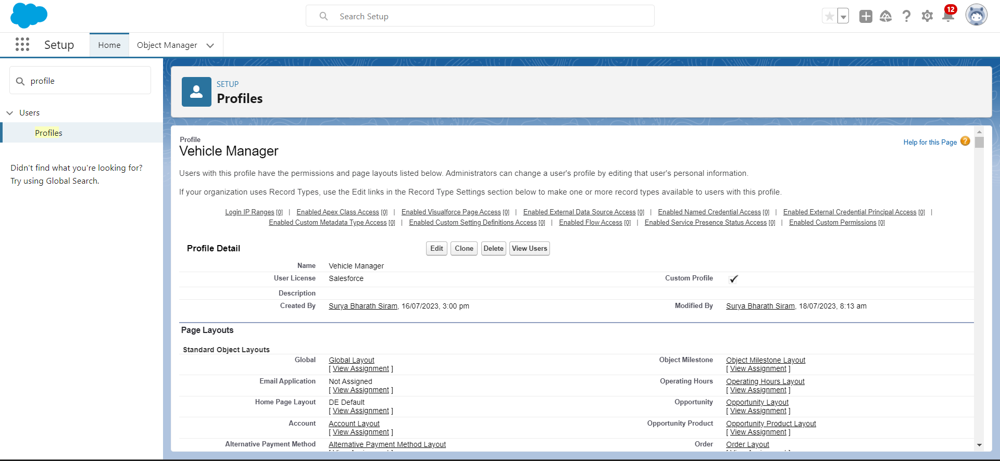 Search Setup
12
Setup
Home
Object Manager
profile
Users
Profiles
Didn't find what you're looking for?
Try using Global Search.
SETUP
Profiles
Profile
Vehicle Manager
Help for this Page ?
Users with this profile have the permissions and page layouts listed below. Administrators can change a user's profile by editing that user's personal information.
If your organization uses Record Types, use the Edit links in the Record Type Settings section below to make one or more record types available to users with this profile.
Login IP Ranges [0] | Enabled Apex Class Access [0] | Enabled Visualforce Page Access [0] | Enabled External Data Source Access [0] | Enabled Named Credential Access [0] | Enabled External Credential Principal Access [0] |
Enabled Custom Metadata Type Access [0] | Enabled Custom Setting Definitions Access [0] | Enabled Flow Access [0] | Enabled Service Presence Status Access [0] | Enabled Custom Permissions [0]
Profile Detail Edit Clone Delete View Users
Name Vehicle Manager
User License Salesforce Custom Profile
Description
Created By Surya Bharath Siram, 16/07/2023, 3:00 pm Modified By Surya Bharath Siram, 18/07/2023, 8:13 am
Page Layouts
Standard Object Layouts
Global Global Layout Object Milestone Object Milestone Layout
[ View Assignment ] [ View Assignment ]
Email Application Not Assigned Operating Hours Operating Hours Layout
[ View Assignment ] [ View Assignment ]
Home Page Layout DE Default Opportunity Opportunity Layout
[ View Assignment ] [ View Assignment ]
Account Account Layout Opportunity Product Opportunity Product Layout
[ View Assignment ] [ View Assignment ]
Alternative Payment Method Alternative Payment Method Layout Order Order Layout